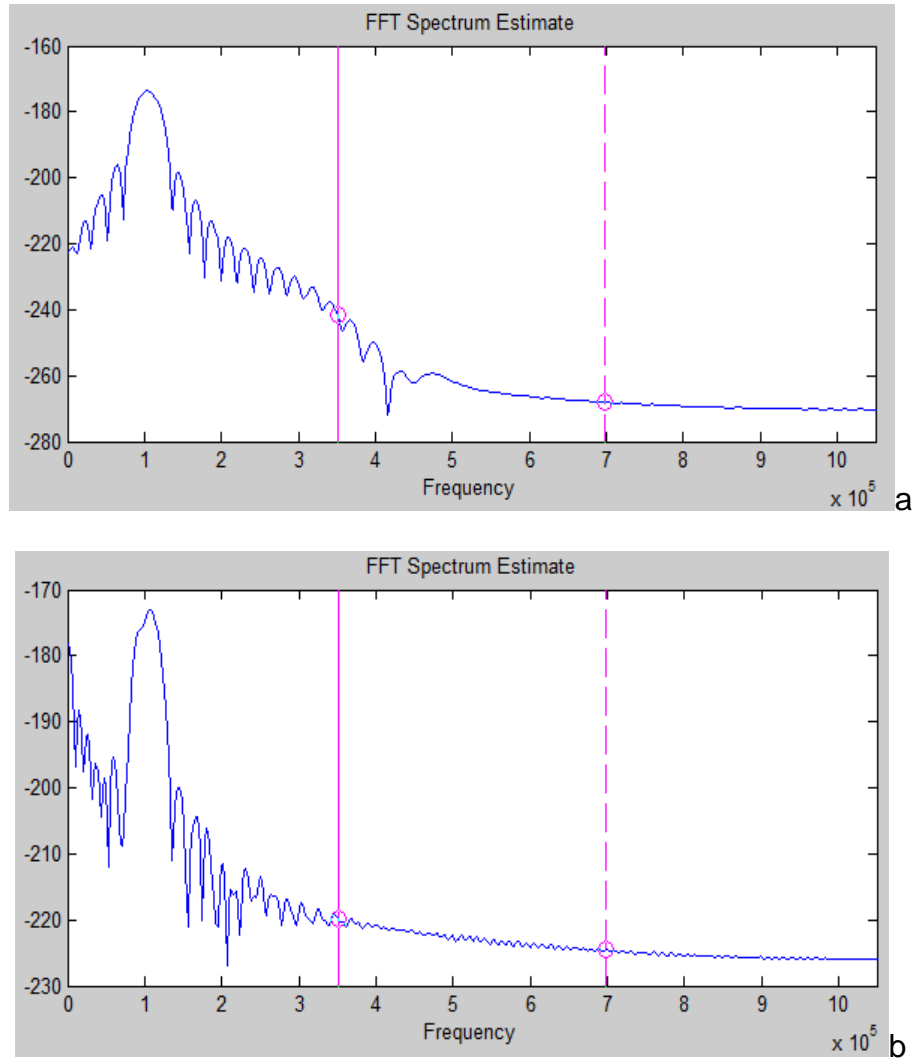 FFT Spectrum Estimate
-160
-180
-200
-220
-240
-260
-280
0 1 2 3 4 5 6 7 8 9 10
Frequency
x 10^5
a
FFT Spectrum Estimate
-170
-180
-190
-200
-210
-220
-230
0 1 2 3 4 5 6 7 8 9 10
Frequency
x 10^5
b